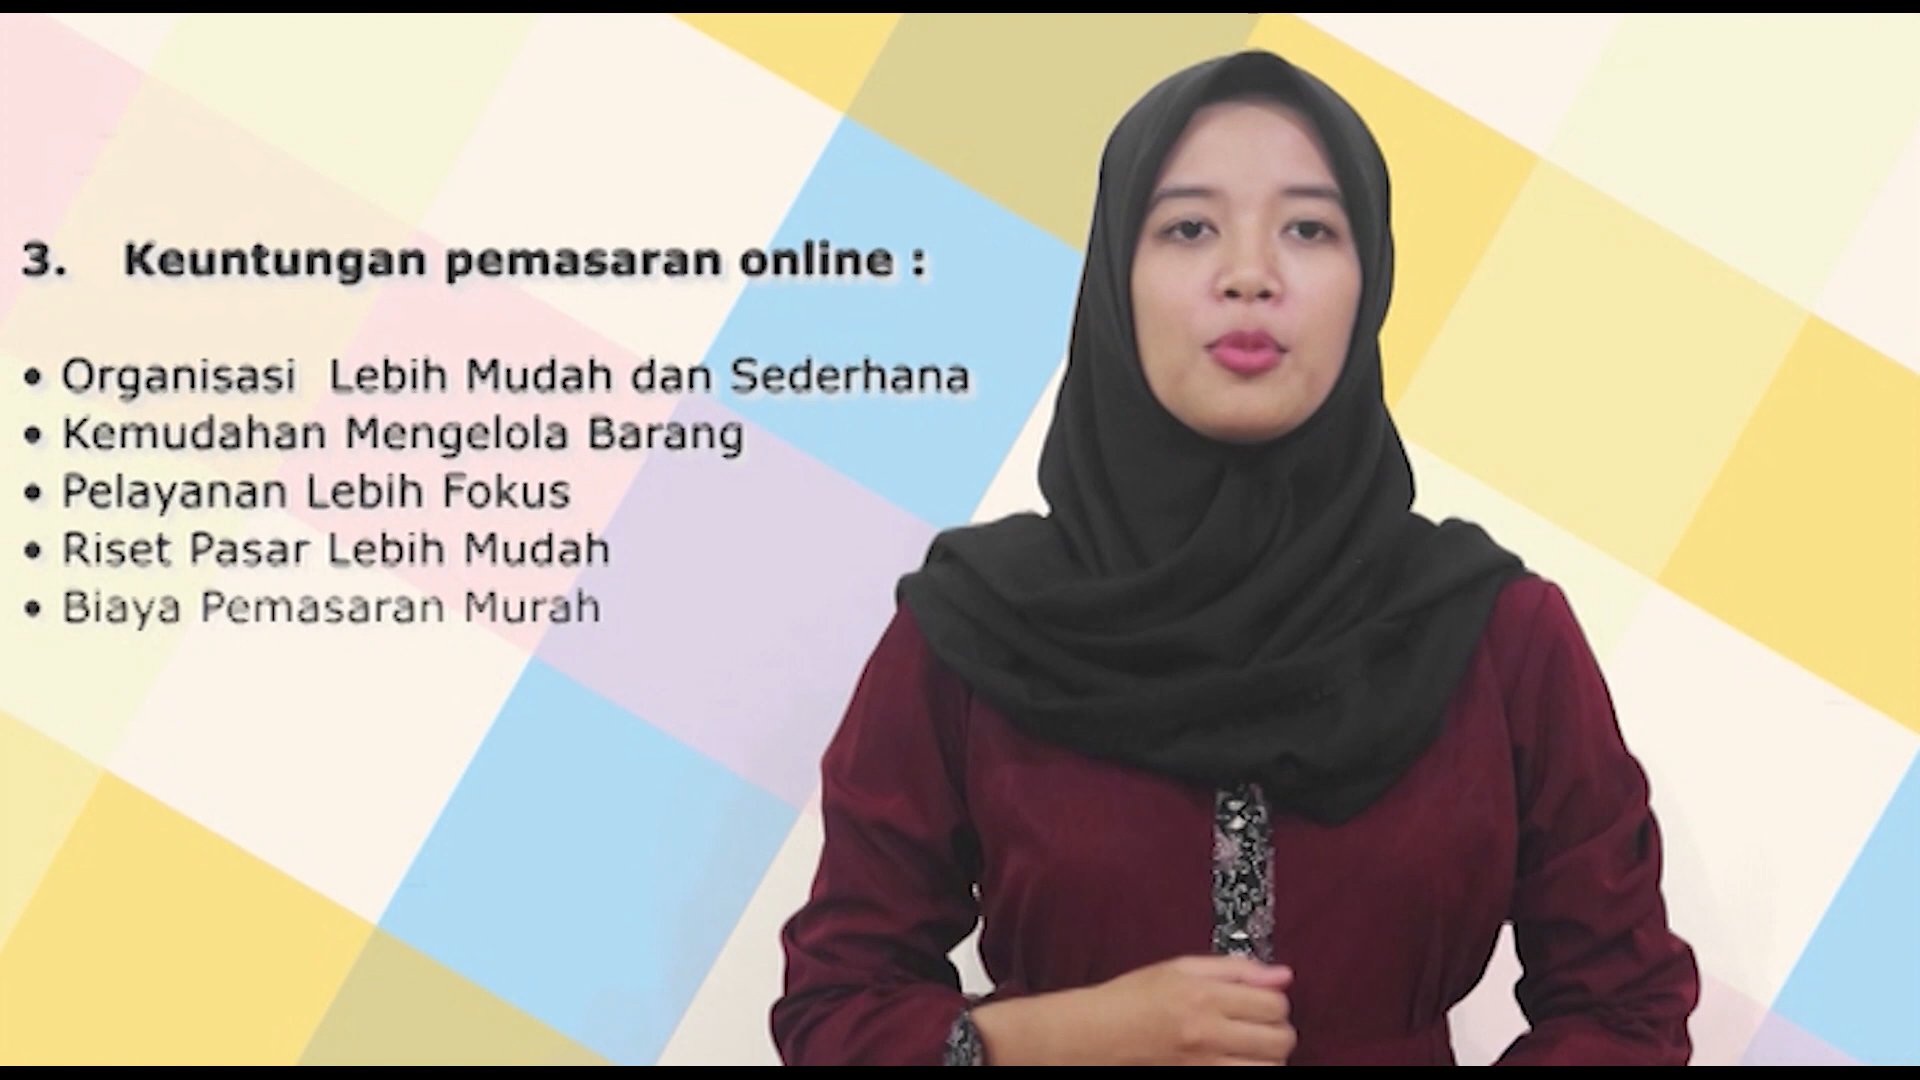 3. Keuntungan pemasaran online :
• Organisasi Lebih Mudah dan Sederhana
• Kemudahan Mengelola Barang
• Pelayanan Lebih Fokus
• Riset Pasar Lebih Mudah
• Biaya Pemasaran Murah